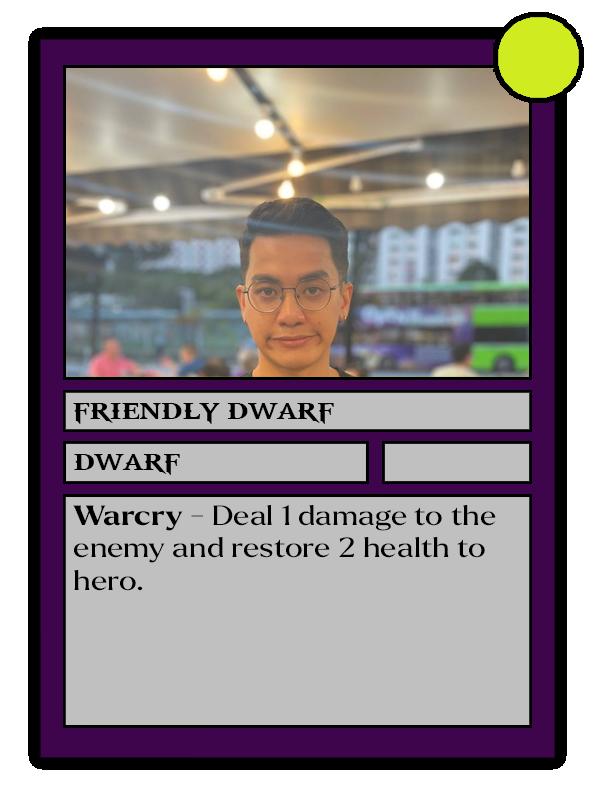 FRIENDLY DWARF
DWARF
Warcry – Deal 1 damage to the
enemy and restore 2 health to
hero.